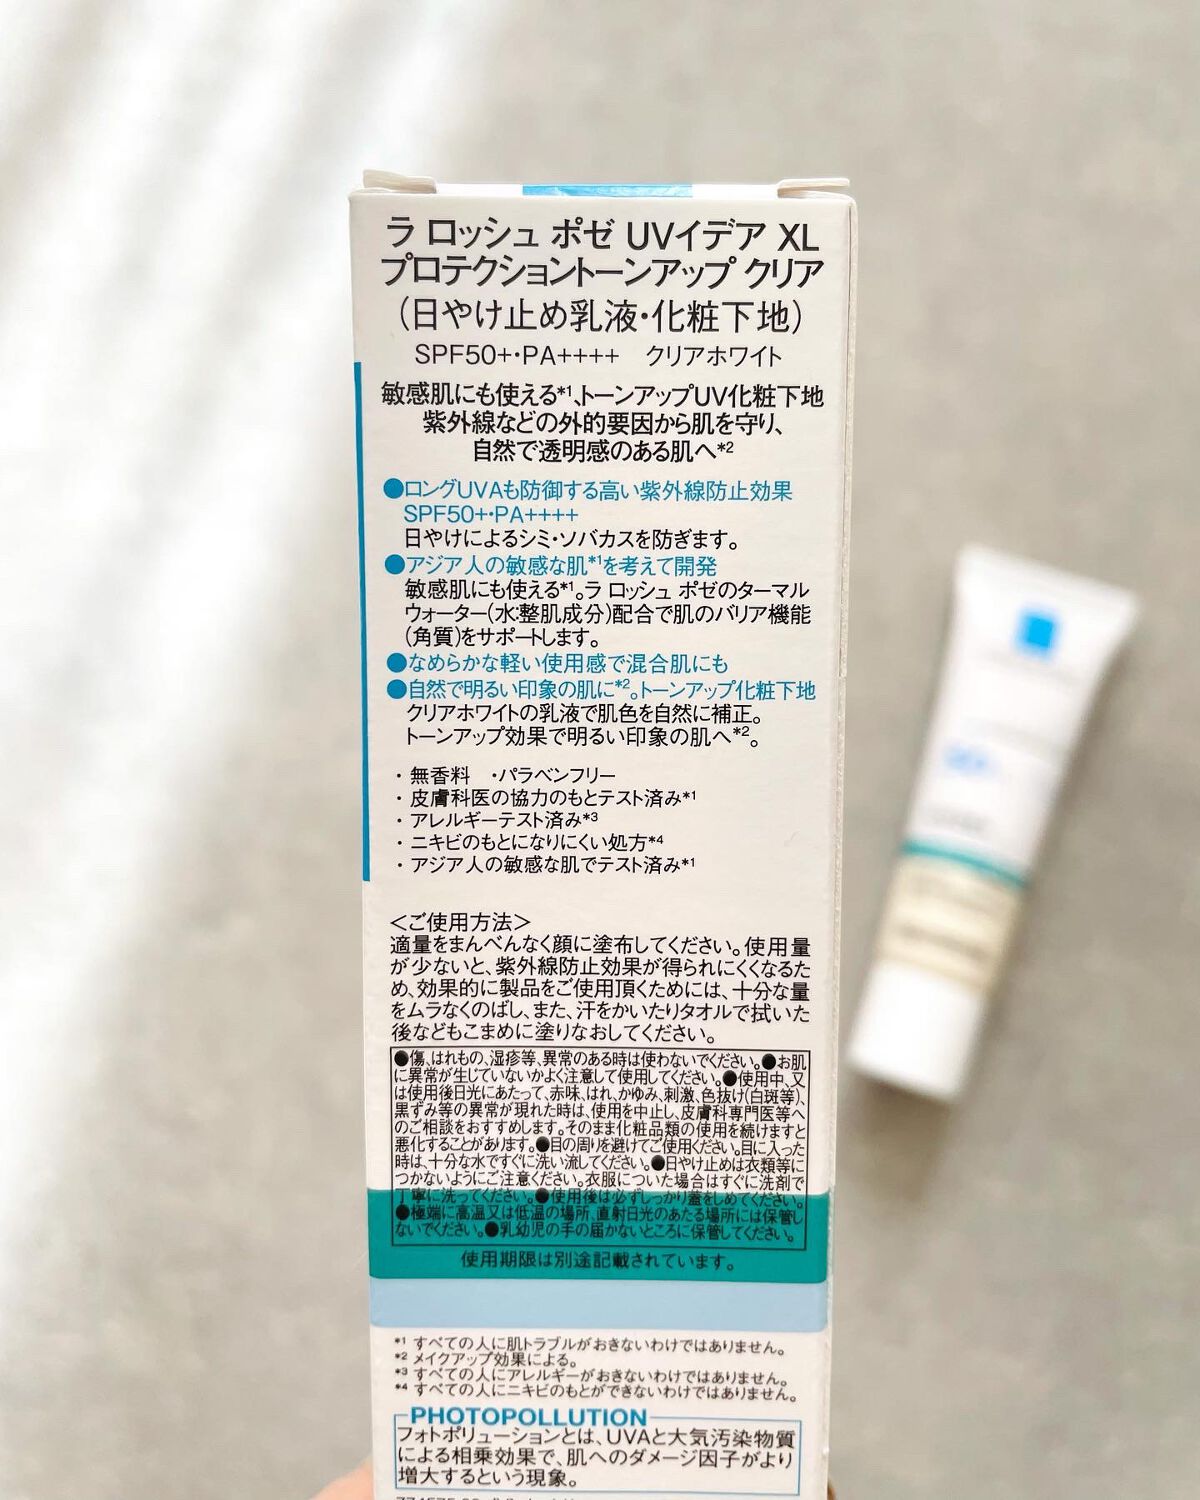 ラ ロッシュ ポゼ UVイデア XL
プロテクショントーンアップ クリア
（日やけ止め乳液・化粧下地）
SPF50+・PA++++　クリアホワイト
敏感肌にも使える*1、トーンアップUV化粧下地
紫外線などの外的要因から肌を守り、
自然で透明感のある肌へ*2
●ロングUVAも防御する高い紫外線防止効果
SPF50+・PA++++
日やけによるシミ・ソバカスを防ぎます。
●アジア人の敏感な肌*1を考えて開発
敏感肌にも使える*1。ラ ロッシュ ポゼのターマル
ウォーター(水:整肌成分)配合で肌のバリア機能
(角質)をサポートします。
●なめらかな軽い使用感で混合肌にも
●自然で明るい印象の肌に*2。トーンアップ化粧下地
クリアホワイトの乳液で肌色を自然に補正。
トーンアップ効果で明るい印象の肌へ*2。
・無香料　・パラベンフリー
・皮膚科医の協力のもとテスト済み*1
・アレルギーテスト済み*3
・ニキビのもとになりにくい処方*4
・アジア人の敏感な肌でテスト済み*1
＜ご使用方法＞
適量をまんべんなく顔に塗布してください。使用量
が少ないと、紫外線防止効果が得られにくくなるた
め、効果的に製品をご使用頂くためには、十分な量
をムラなくのばし、また、汗をかいたりタオルで拭いた
後などもこまめに塗りなおしてください。
●傷、はれもの、湿疹等、異常のある時は使わないでください。●お肌
に異常が生じていないかよく注意して使用してください。●使用中、又
は使用後日光にあたって、赤味、はれ、かゆみ、刺激、色抜け(白斑等)、
黒ずみ等の異常が現れた時は、使用を中止し、皮膚科専門医等へ
のご相談をおすすめします。そのまま化粧品類の使用を続けますと
悪化することがあります。●目の周りを避けてご使用ください。目に入った
時は、十分な水ですぐに洗い流してください。●日やけ止めは衣類等に
つかないようにご注意ください。衣服についた場合はすぐに洗剤で
丁寧に洗ってください。●使用後は必ずしっかり蓋をしめてください。
●極端に高温又は低温の場所、直射日光のあたる場所には保管し
ないでください。●乳幼児の手の届かないところに保管してください。
使用期限は別途記載されています。
*1 すべての人に肌トラブルがおきないわけではありません。
*2 メイクアップ効果による。
*3 すべての人にアレルギーがおきないわけではありません。
*4 すべての人にニキビのもとができないわけではありません。
PHOTOPOLLUTION
フォトポリューションとは、UVAと大気汚染物質
による相乗効果で、肌へのダメージ因子がより
増大するという現象。